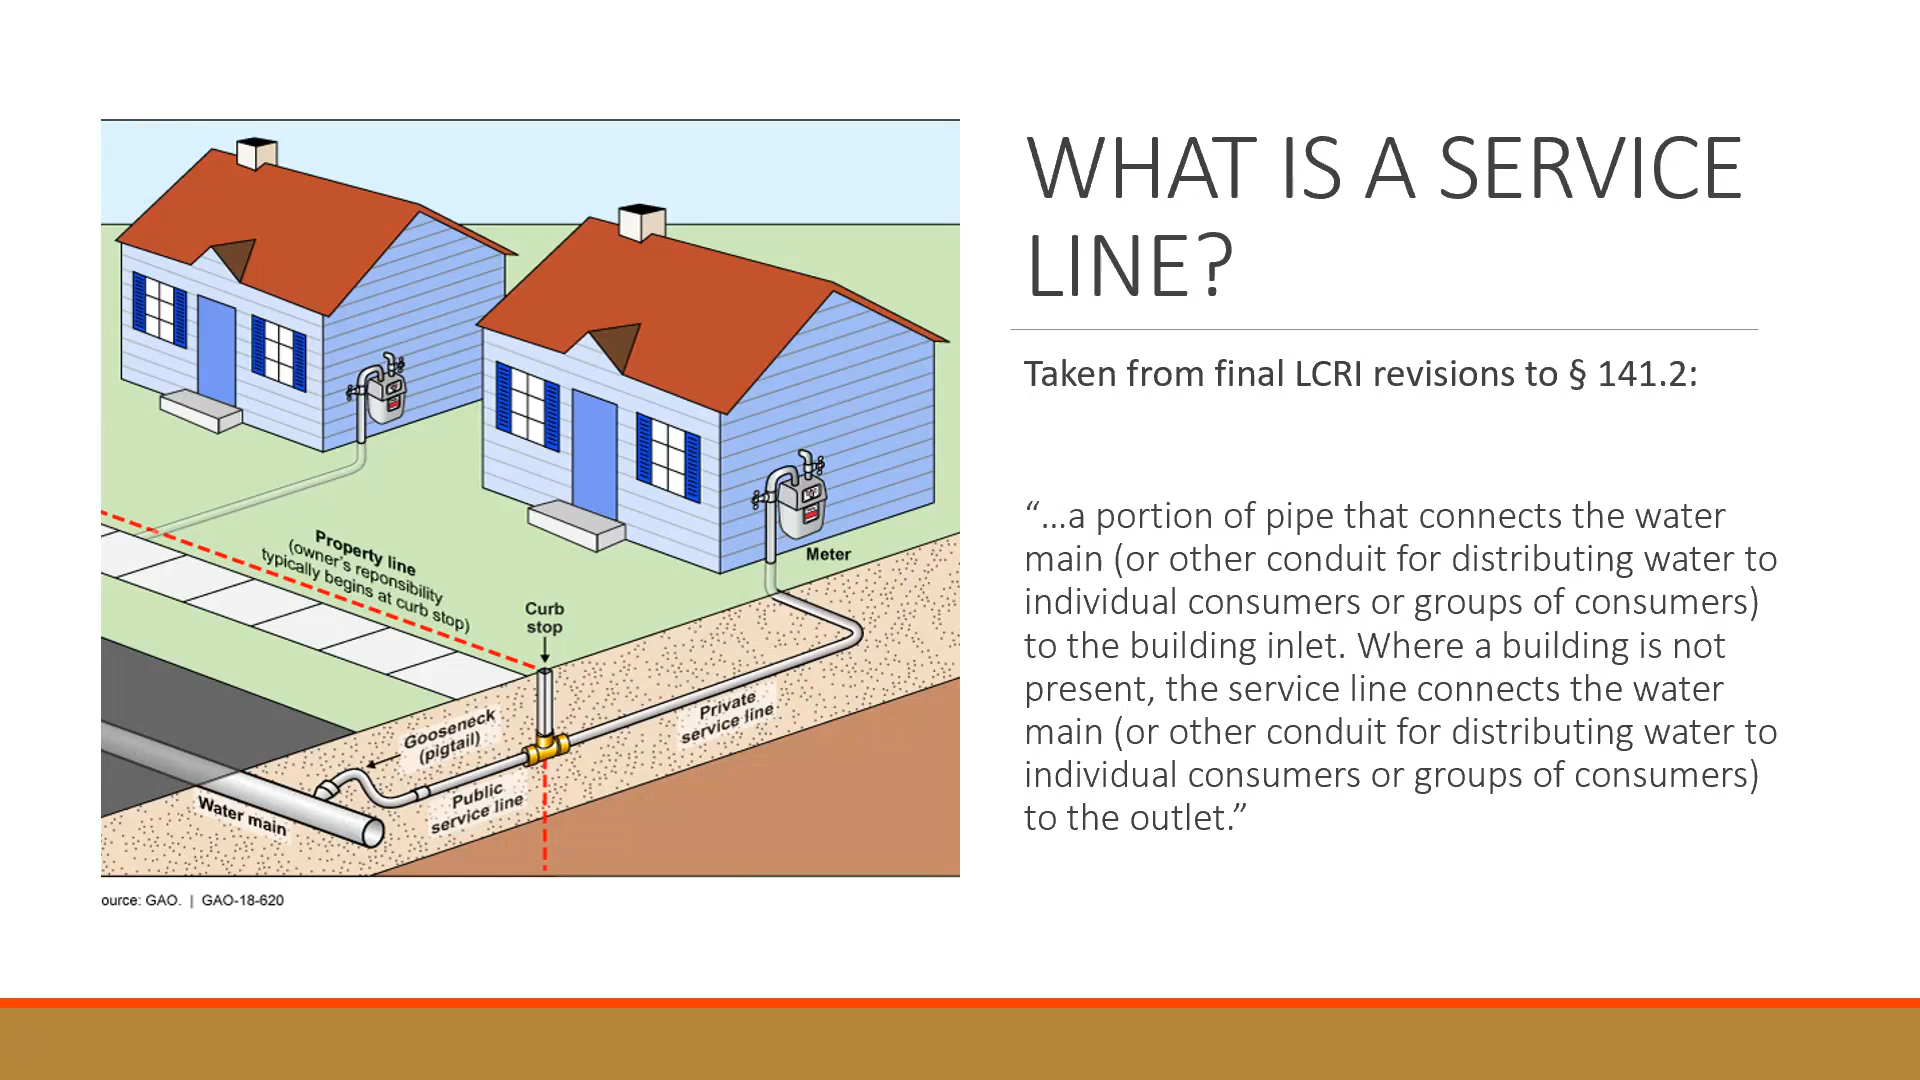 WHAT IS A SERVICE
LINE?
Taken from final LCRI revisions to § 141.2:
“…a portion of pipe that connects the water
main (or other conduit for distributing water to
individual consumers or groups of consumers)
to the building inlet. Where a building is not
present, the service line connects the water
main (or other conduit for distributing water to
individual consumers or groups of consumers)
to the outlet.”
Property line
(owner's reponsibility
typically begins at curb stop)
Meter
Curb
stop
Private
service line
Gooseneck
(pigtail)
Public
service line
Water main
ource: GAO. | GAO-18-620